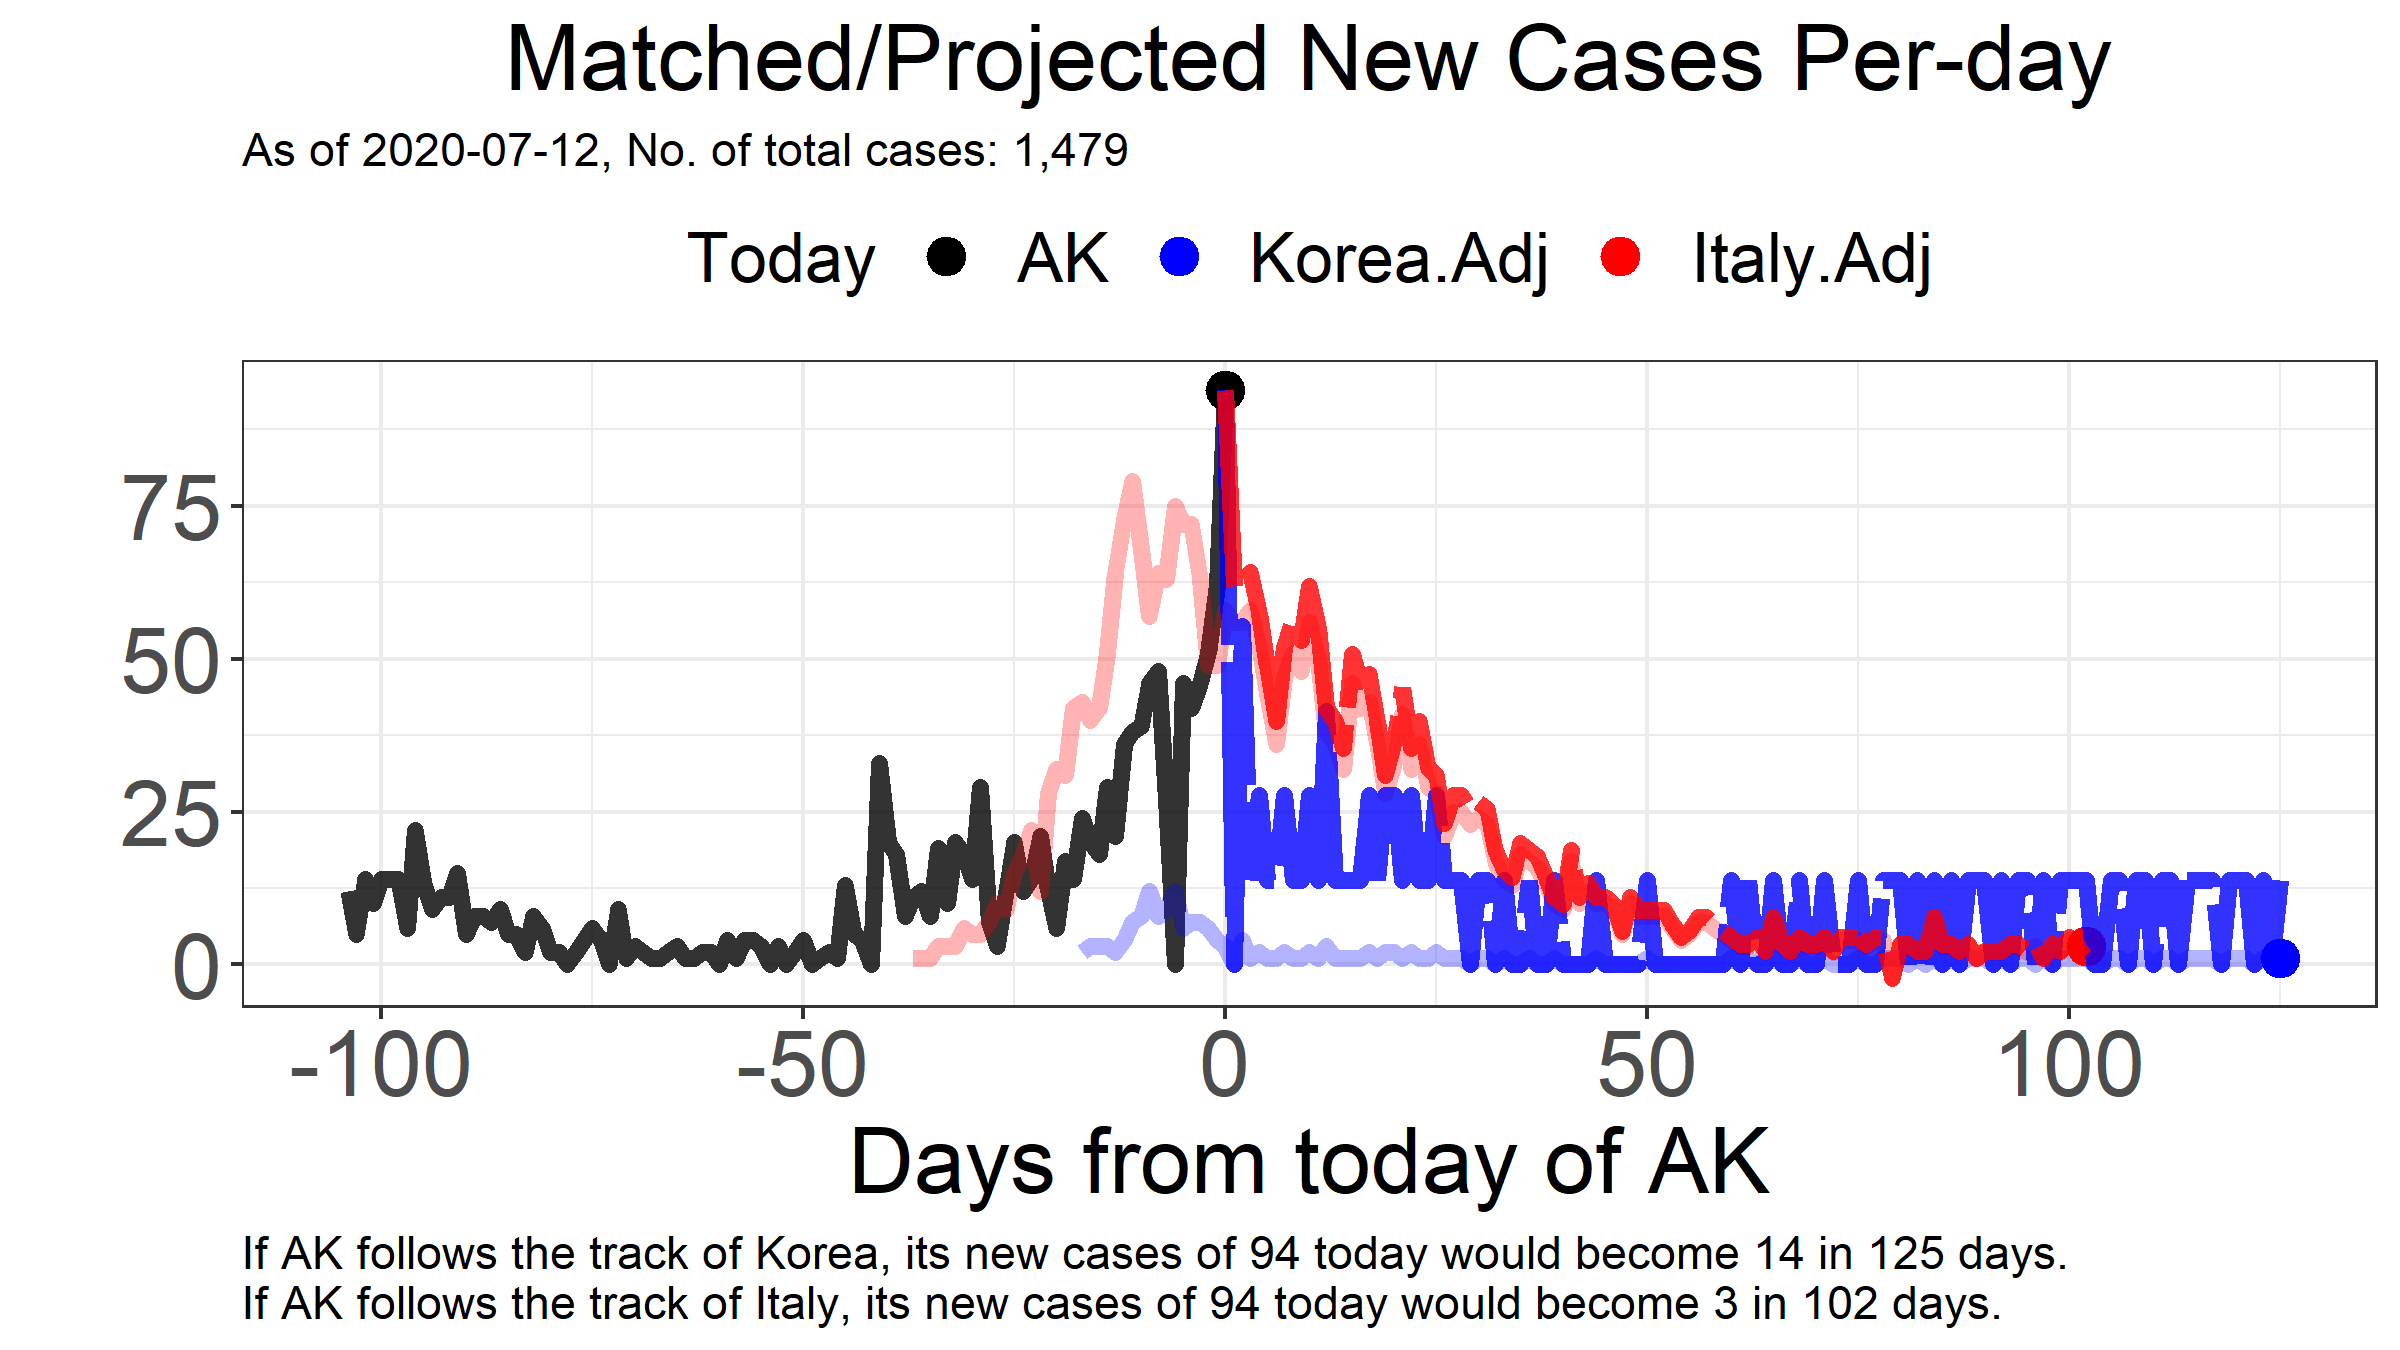 Matched/Projected New Cases Per-day
As of 2020-07-12, No. of total cases: 1,479
Today AK Korea.Adj Italy.Adj
75
50
25
0
-100 -50 0 50 100
Days from today of AK
If AK follows the track of Korea, its new cases of 94 today would become 14 in 125 days.
If AK follows the track of Italy, its new cases of 94 today would become 3 in 102 days.